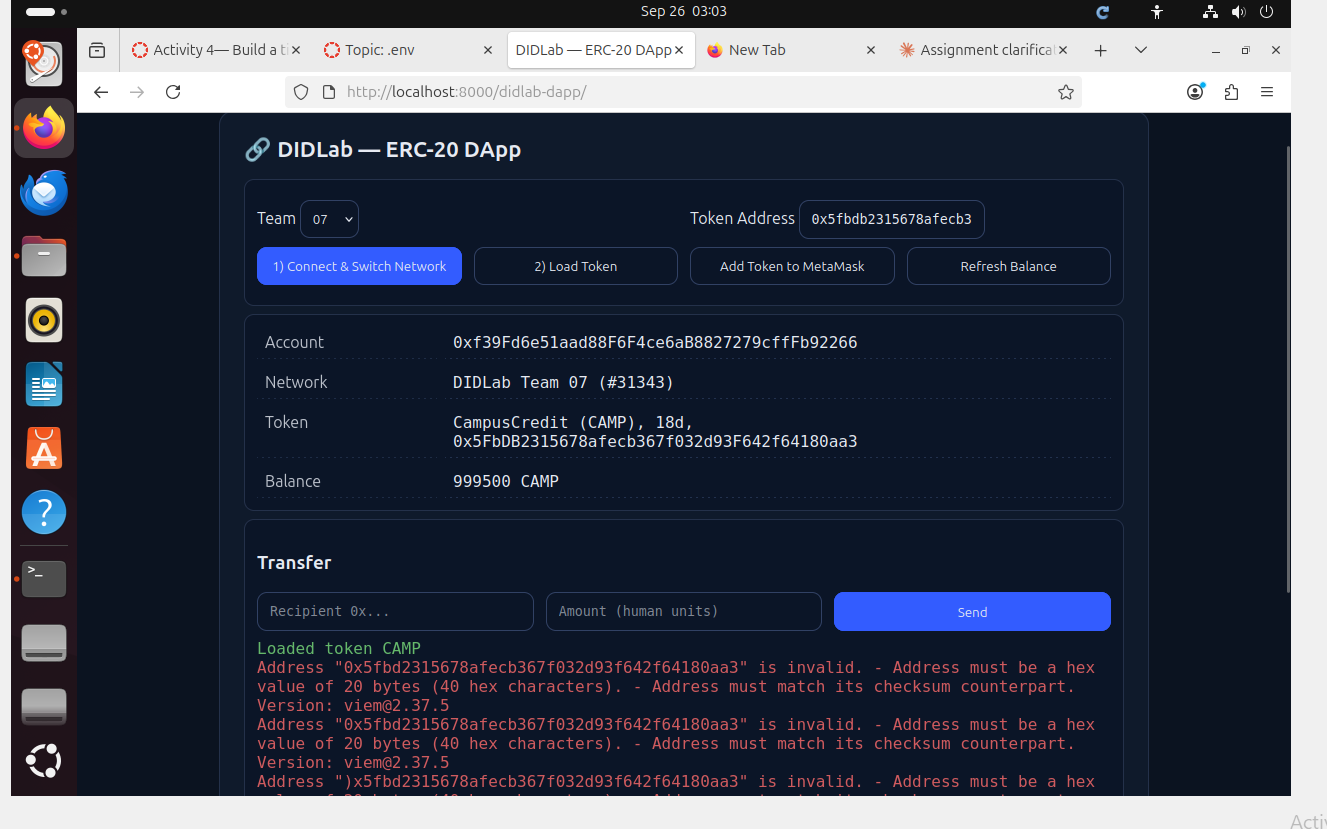 Sep 26 03:03
Activity 4— Build a ti
Topic: .env
DIDLab — ERC-20 DApp
New Tab
Assignment clarificat
http://localhost:8000/didlab-dapp/
🔗 DIDLab — ERC-20 DApp
Team 07 Token Address 0x5fbdb2315678afecb3
1) Connect & Switch Network 2) Load Token Add Token to MetaMask Refresh Balance
Account 0xf39Fd6e51aad88F6F4ce6aB8827279cffFb92266
Network DIDLab Team 07 (#31343)
Token CampusCredit (CAMP), 18d,
0x5FbDB2315678afecb367f032d93F642f64180aa3
Balance 999500 CAMP
Transfer
Recipient 0x... Amount (human units) Send
Loaded token CAMP
Address "0x5fbd2315678afecb367f032d93f642f64180aa3" is invalid. - Address must be a hex
value of 20 bytes (40 hex characters). - Address must match its checksum counterpart.
Version: viem@2.37.5
Address "0x5fbd2315678afecb367f032d93f642f64180aa3" is invalid. - Address must be a hex
value of 20 bytes (40 hex characters). - Address must match its checksum counterpart.
Version: viem@2.37.5
Address ")x5fbd2315678afecb367f032d93f642f64180aa3" is invalid. - Address must be a hex
Activ